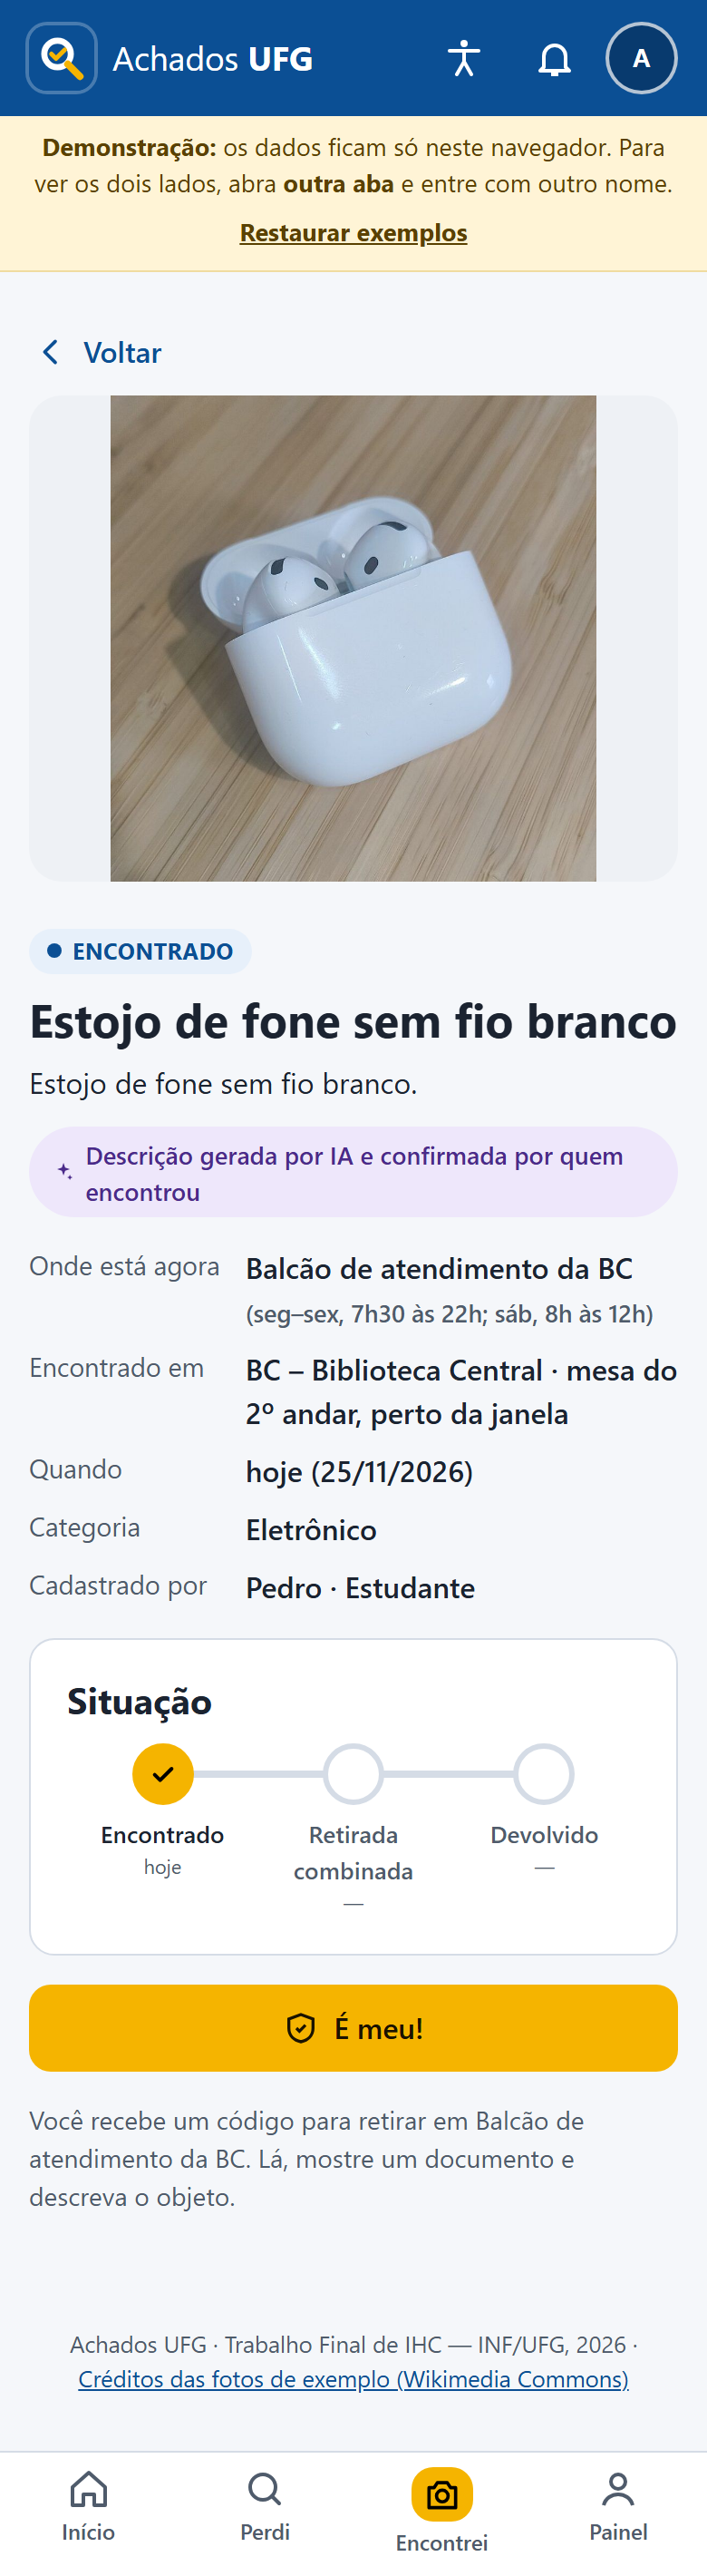 Achados UFG
A
Demonstração: os dados ficam só neste navegador. Para
ver os dois lados, abra outra aba e entre com outro nome.
Restaurar exemplos
Voltar
ENCONTRADO
Estojo de fone sem fio branco
Estojo de fone sem fio branco.
Descrição gerada por IA e confirmada por quem
encontrou
Onde está agora Balcão de atendimento da BC
(seg–sex, 7h30 às 22h; sáb, 8h às 12h)
Encontrado em BC – Biblioteca Central · mesa do
2º andar, perto da janela
Quando hoje (25/11/2026)
Categoria Eletrônico
Cadastrado por Pedro · Estudante
Situação
Encontrado
hoje
Retirada
combinada
—
Devolvido
—
É meu!
Você recebe um código para retirar em Balcão de
atendimento da BC. Lá, mostre um documento e
descreva o objeto.
Achados UFG · Trabalho Final de IHC — INF/UFG, 2026 ·
Créditos das fotos de exemplo (Wikimedia Commons)
Início
Perdi
Encontrei
Painel